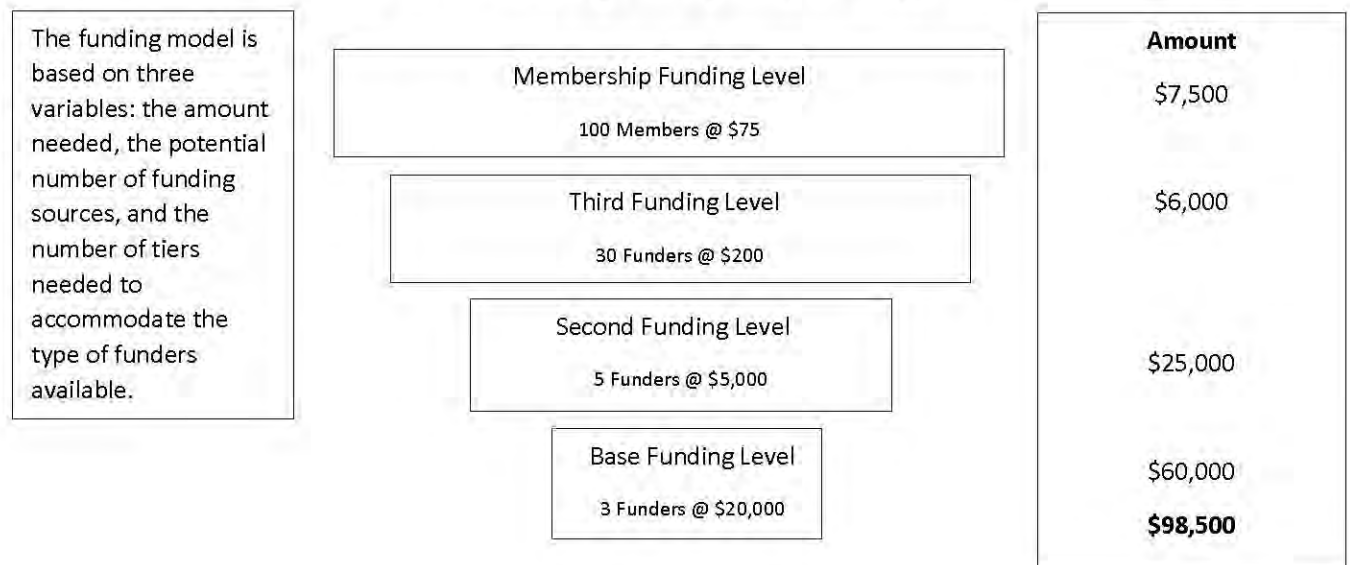 The funding model is
based on three
variables: the amount
needed, the potential
number of funding
sources, and the
number of tiers
needed to
accommodate the
type of funders
available.
Membership Funding Level
100 Members @ $75
Third Funding Level
30 Funders @ $200
Second Funding Level
5 Funders @ $5,000
Base Funding Level
3 Funders @ $20,000
Amount
$7,500
$6,000
$25,000
$60,000
$98,500